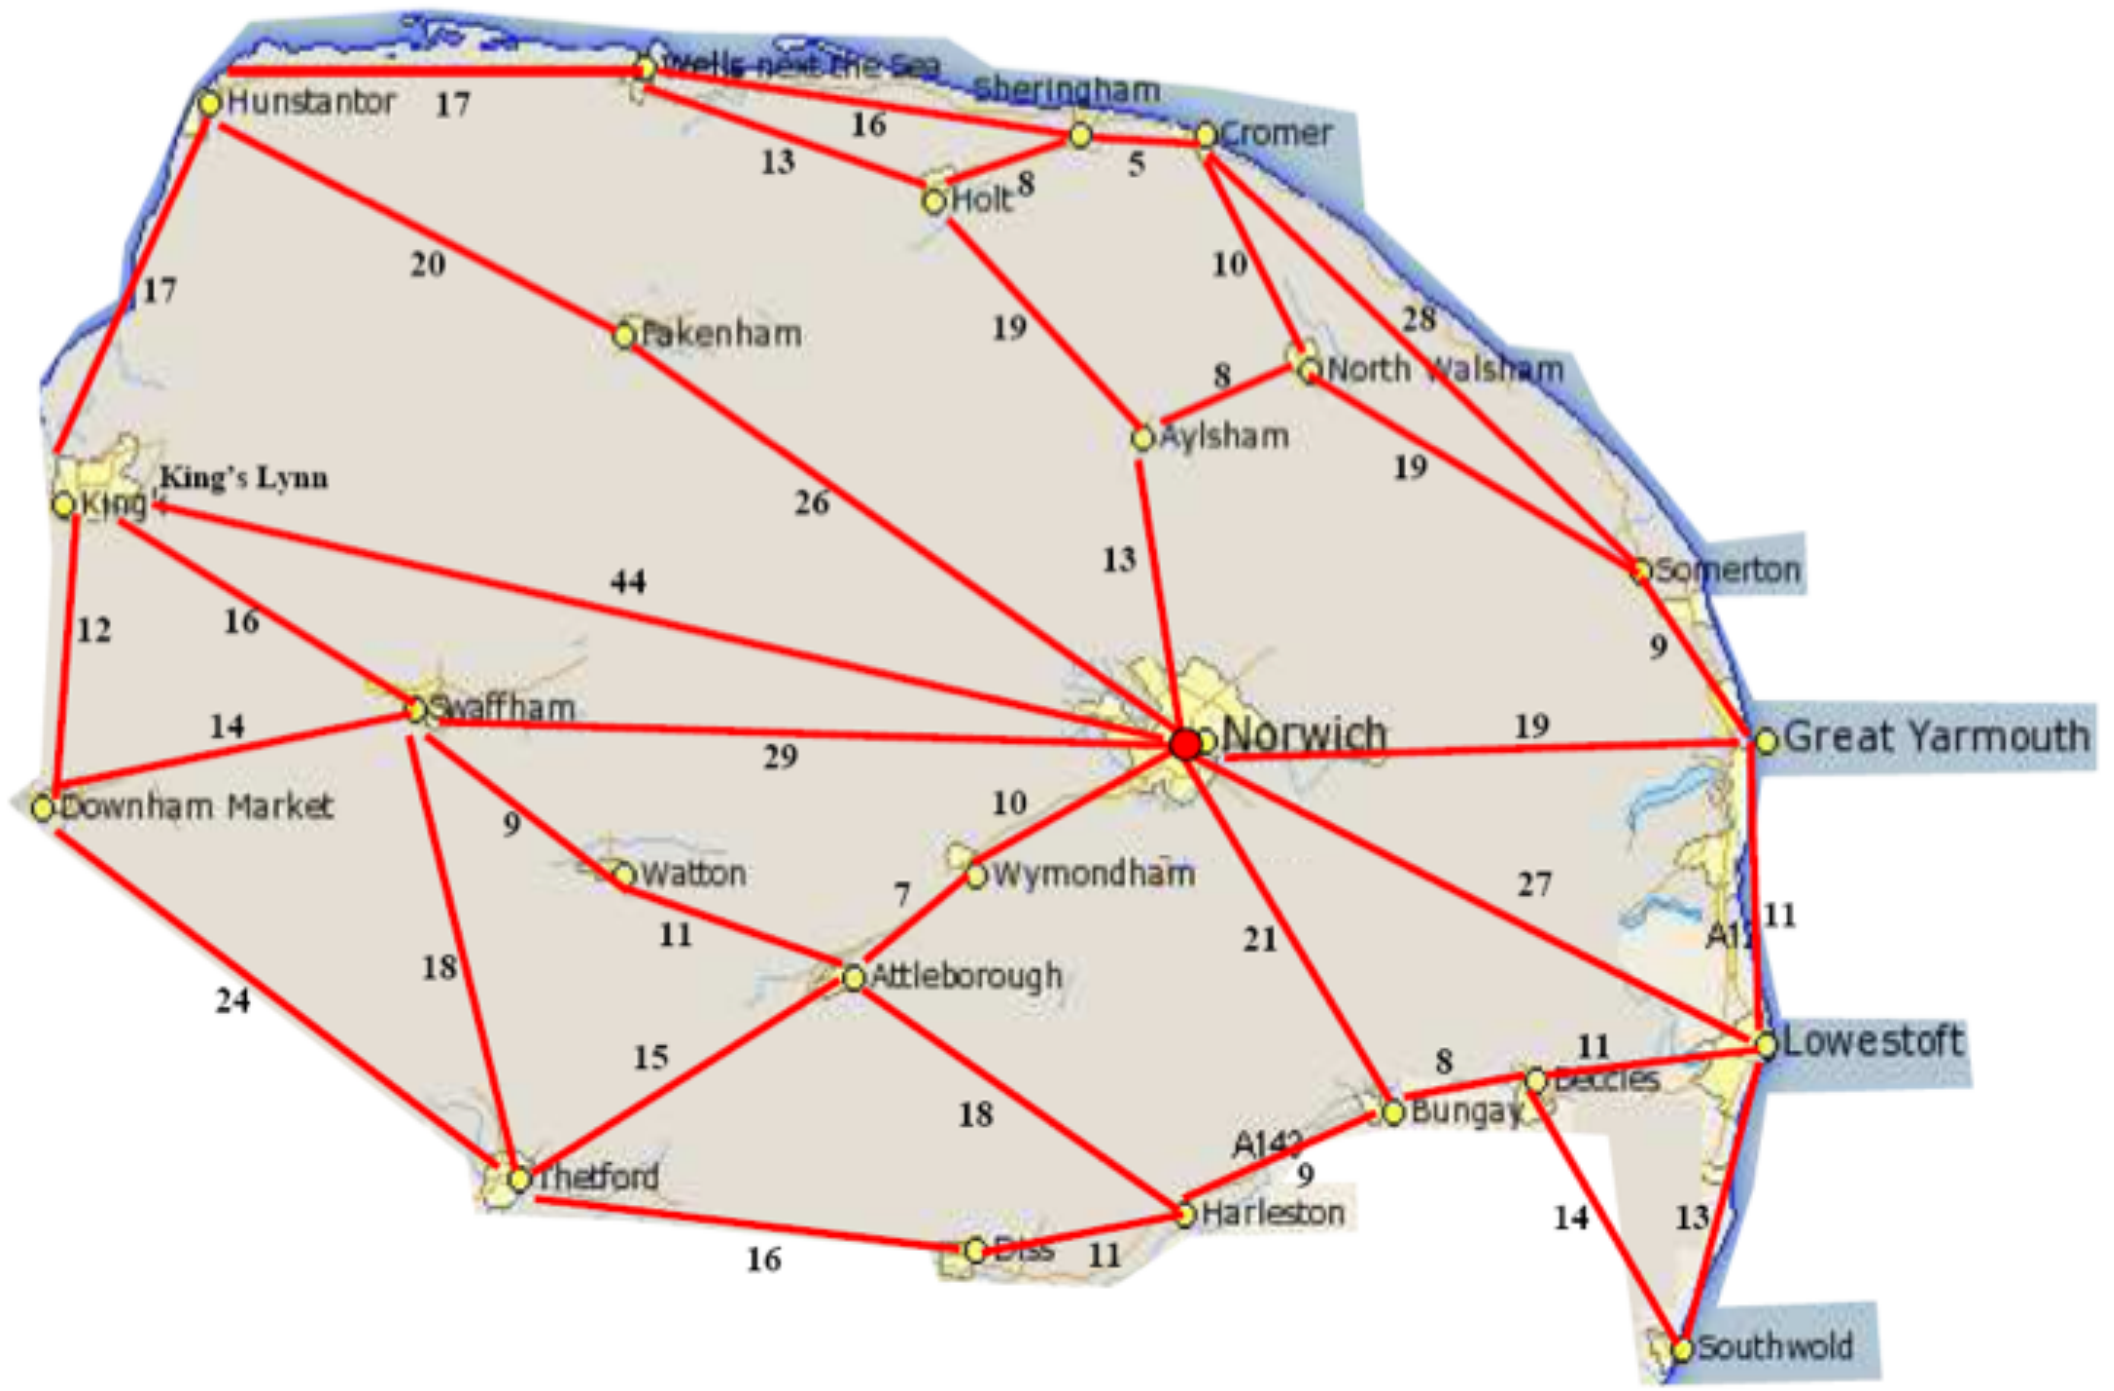 Wells next the Sea
Sheringham
Hunstantor
17
16
Cromer
13
8
5
Holt
20
10
17
19
28
Fakenham
8
North Walsham
Aylsham
King's Lynn
King's
26
19
13
Somerton
44
12
16
9
Swaffham
14
29
Norwich
19
Great Yarmouth
Downham Market
10
9
Watton
Wymondham
7
27
11
11
A12
18
21
Attleborough
24
15
8
11
Lowestoft
Beccles
18
Bungay
A143
9
Thetford
Harleston
14
13
16
Diss
11
Southwold